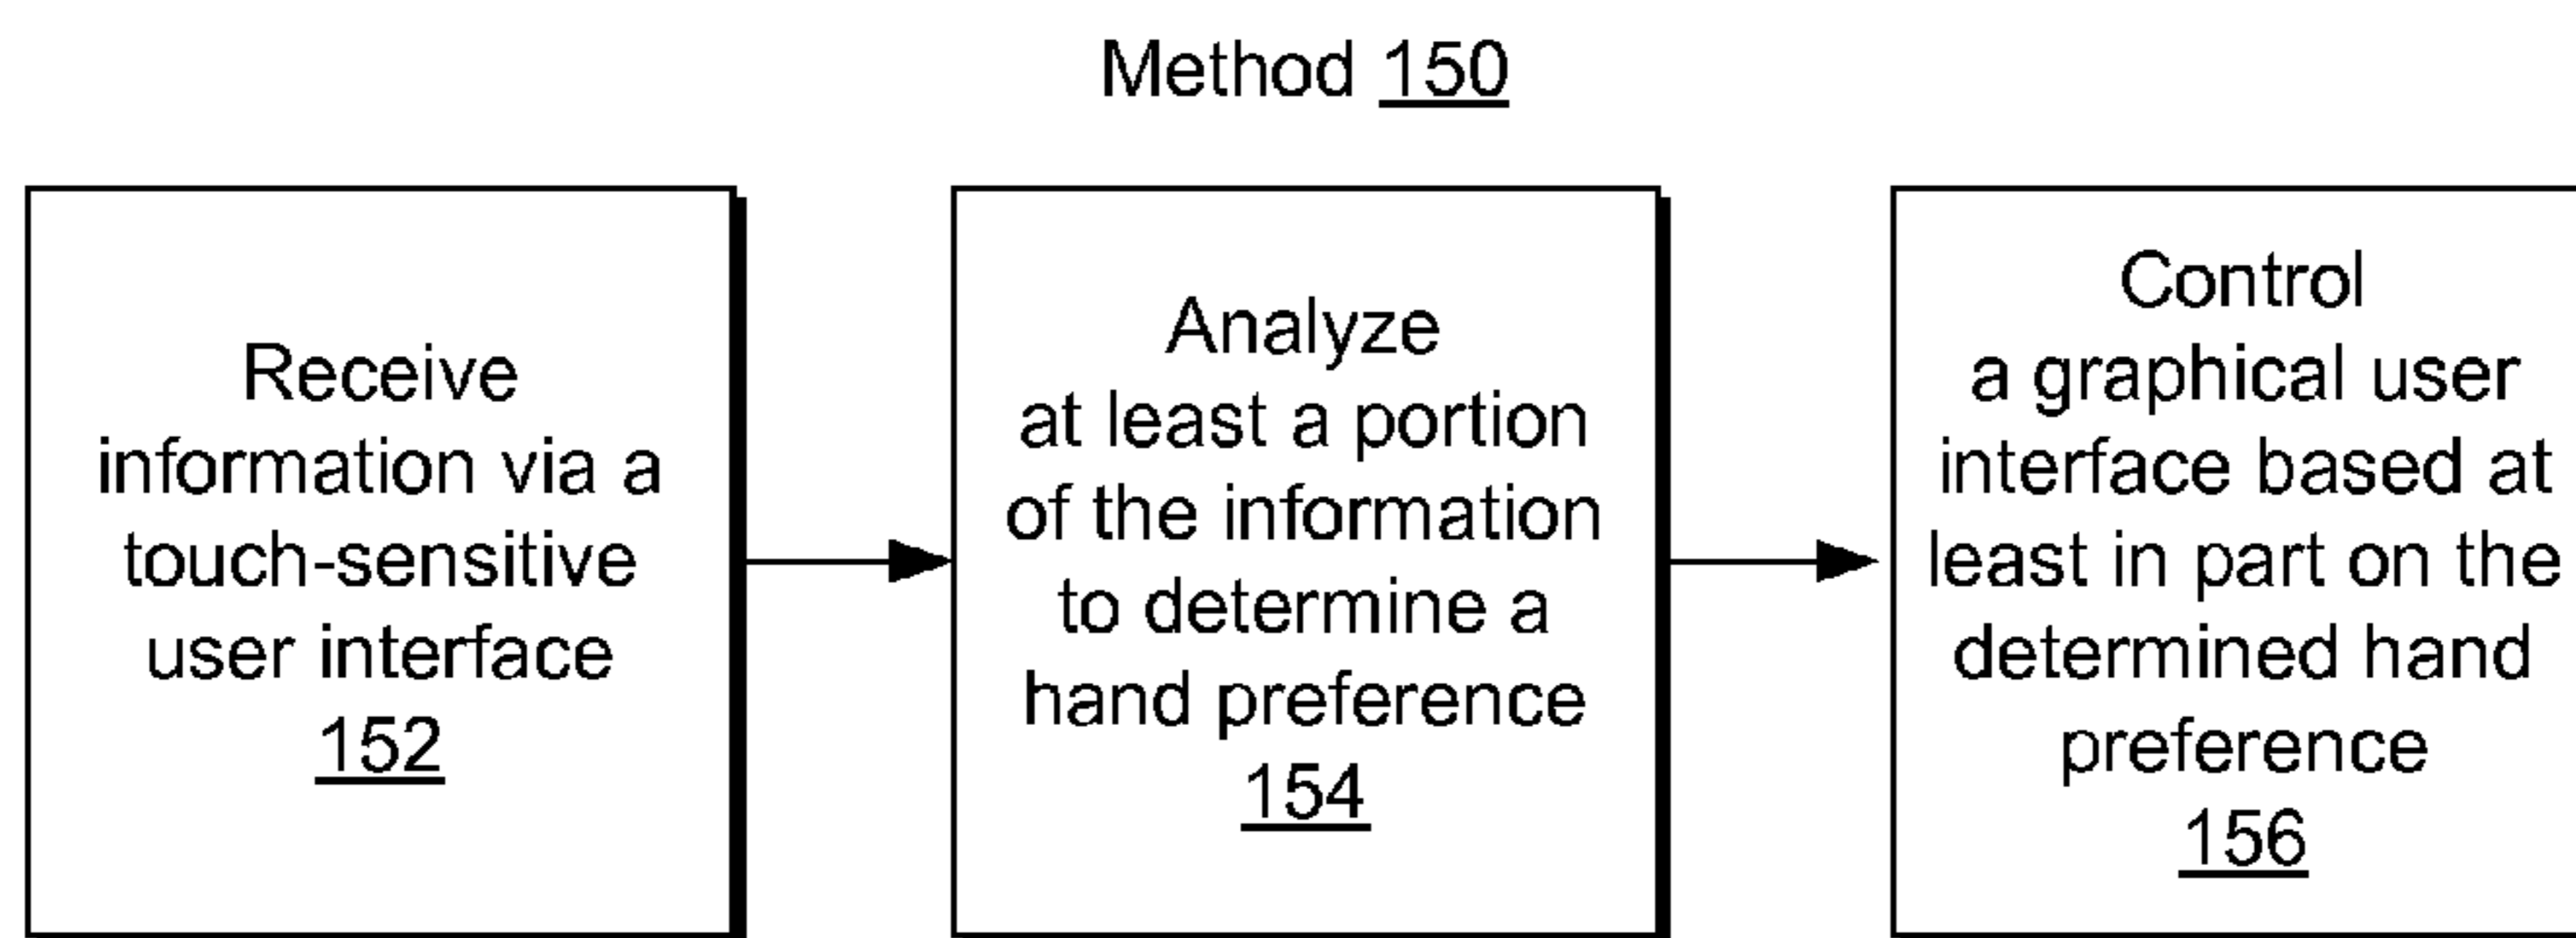 Method 150
Receive
information via a
touch-sensitive
user interface
152
Analyze
at least a portion
of the information
to determine a
hand preference
154
Control
a graphical user
interface based at
least in part on the
determined hand
preference
156